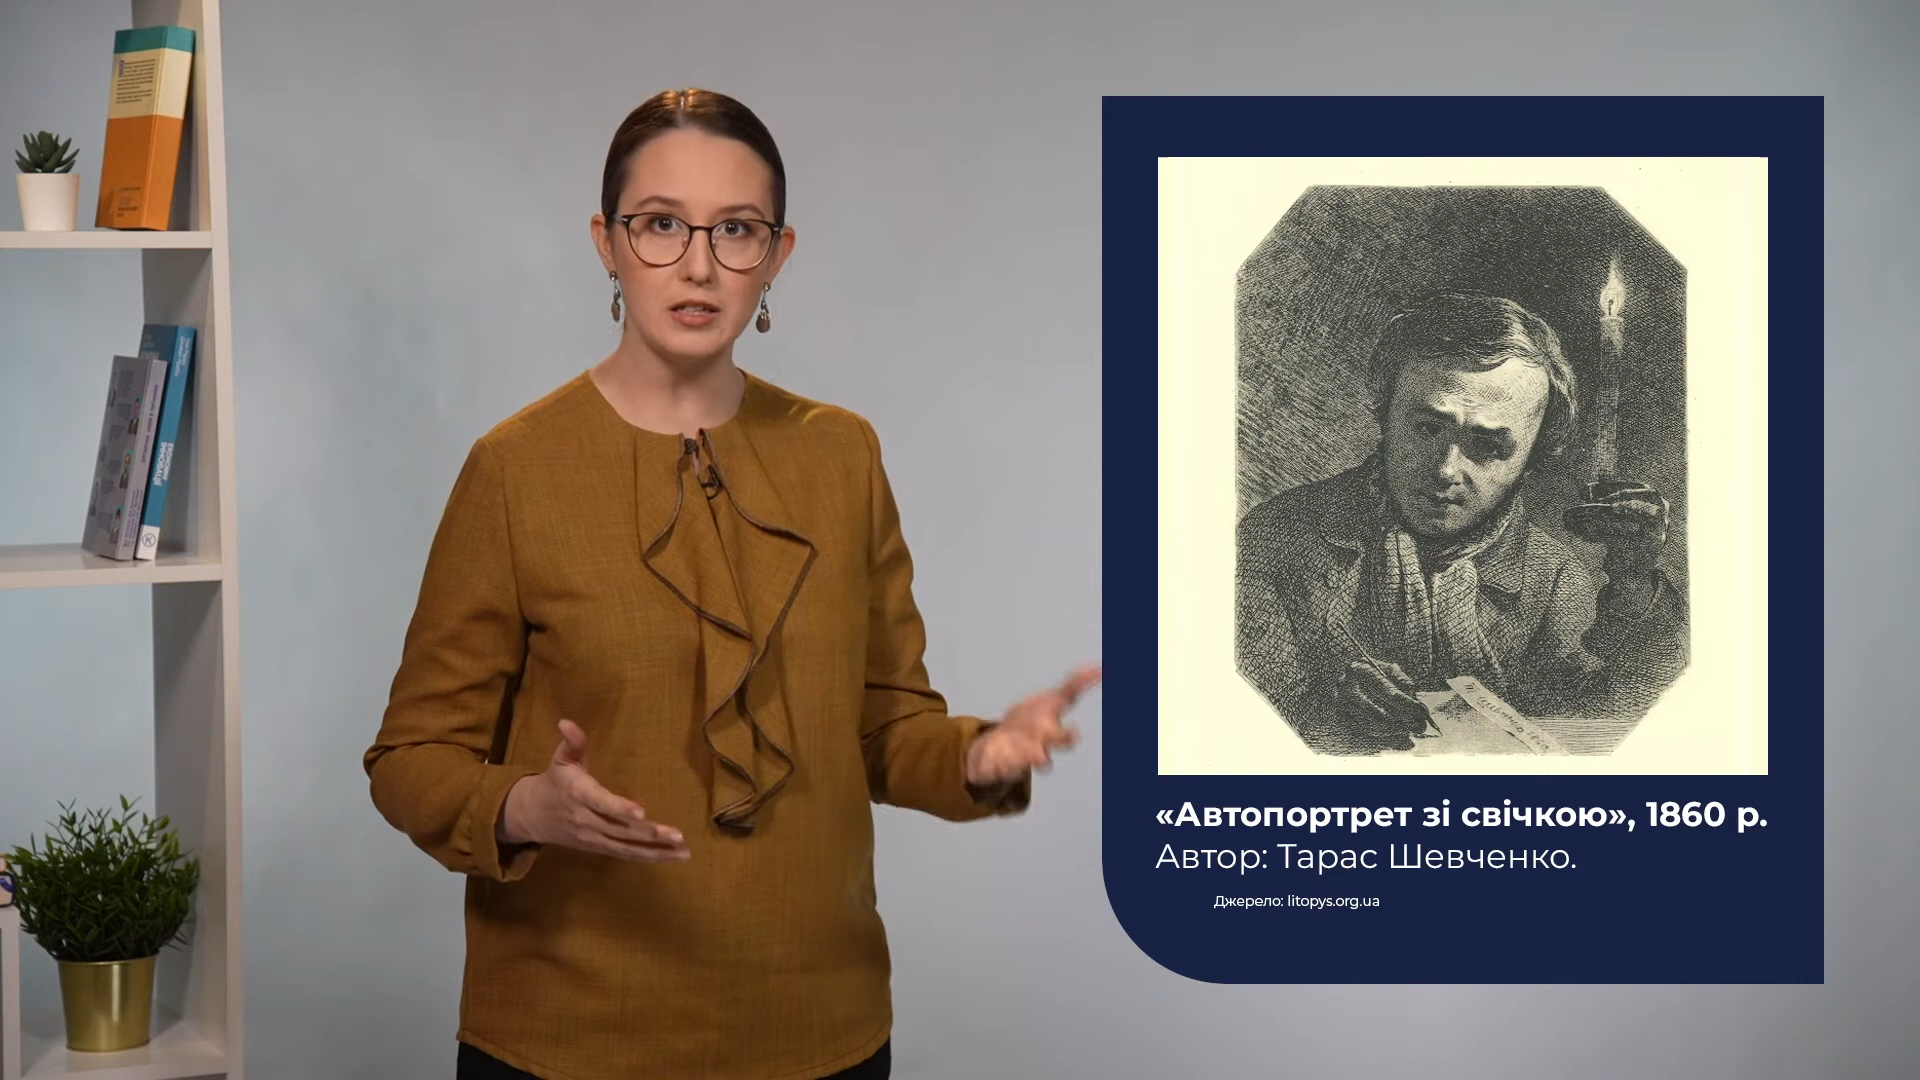 «Автопортрет зі свічкою», 1860 р.
Автор: Тарас Шевченко.
Джерело: litopys.org.ua